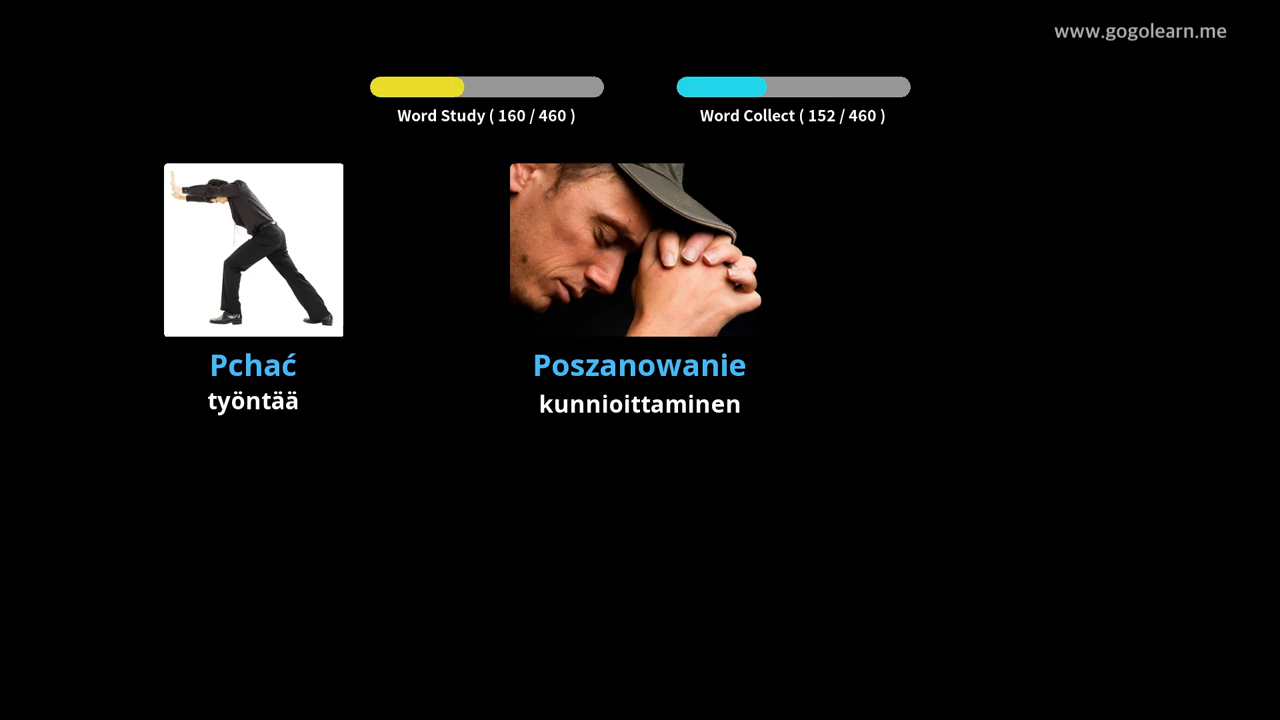 www.gogolearn.me
Word Study ( 160 / 460 )
Word Collect ( 152 / 460 )
Pchać
työntää
Poszanowanie
kunnioittaminen